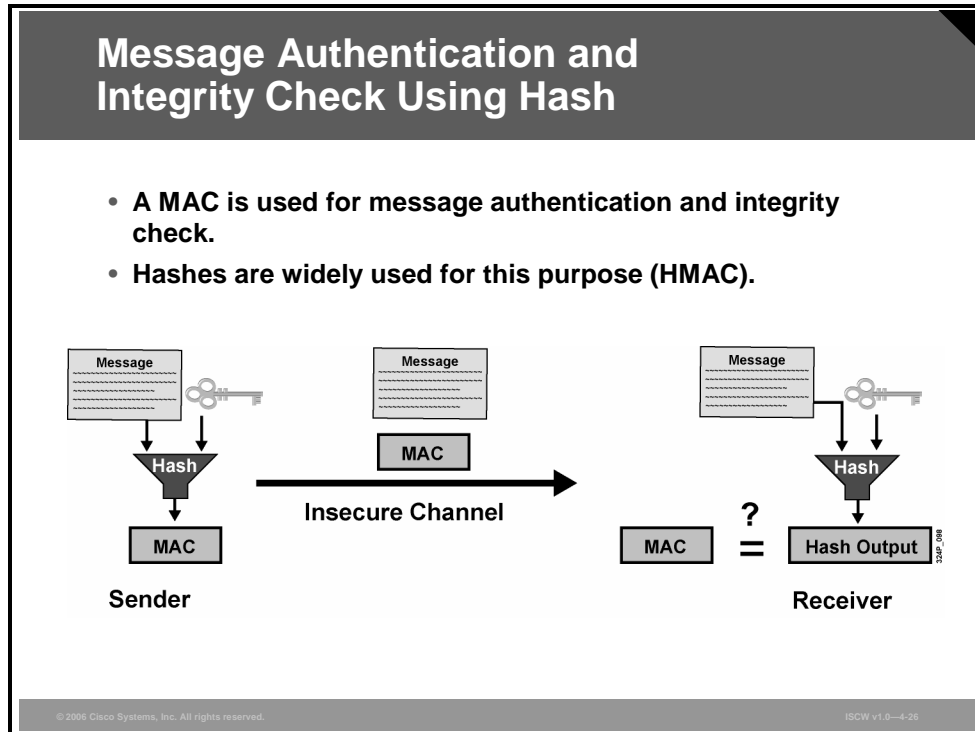 Message Authentication and
Integrity Check Using Hash
• A MAC is used for message authentication and integrity
check.
• Hashes are widely used for this purpose (HMAC).
Message
Hash
MAC
Sender
Message
MAC
Insecure Channel
Message
Hash
MAC
?
=
Hash Output
Receiver
324P_098
© 2006 Cisco Systems, Inc. All rights reserved.
ISCW v1.0—4-26